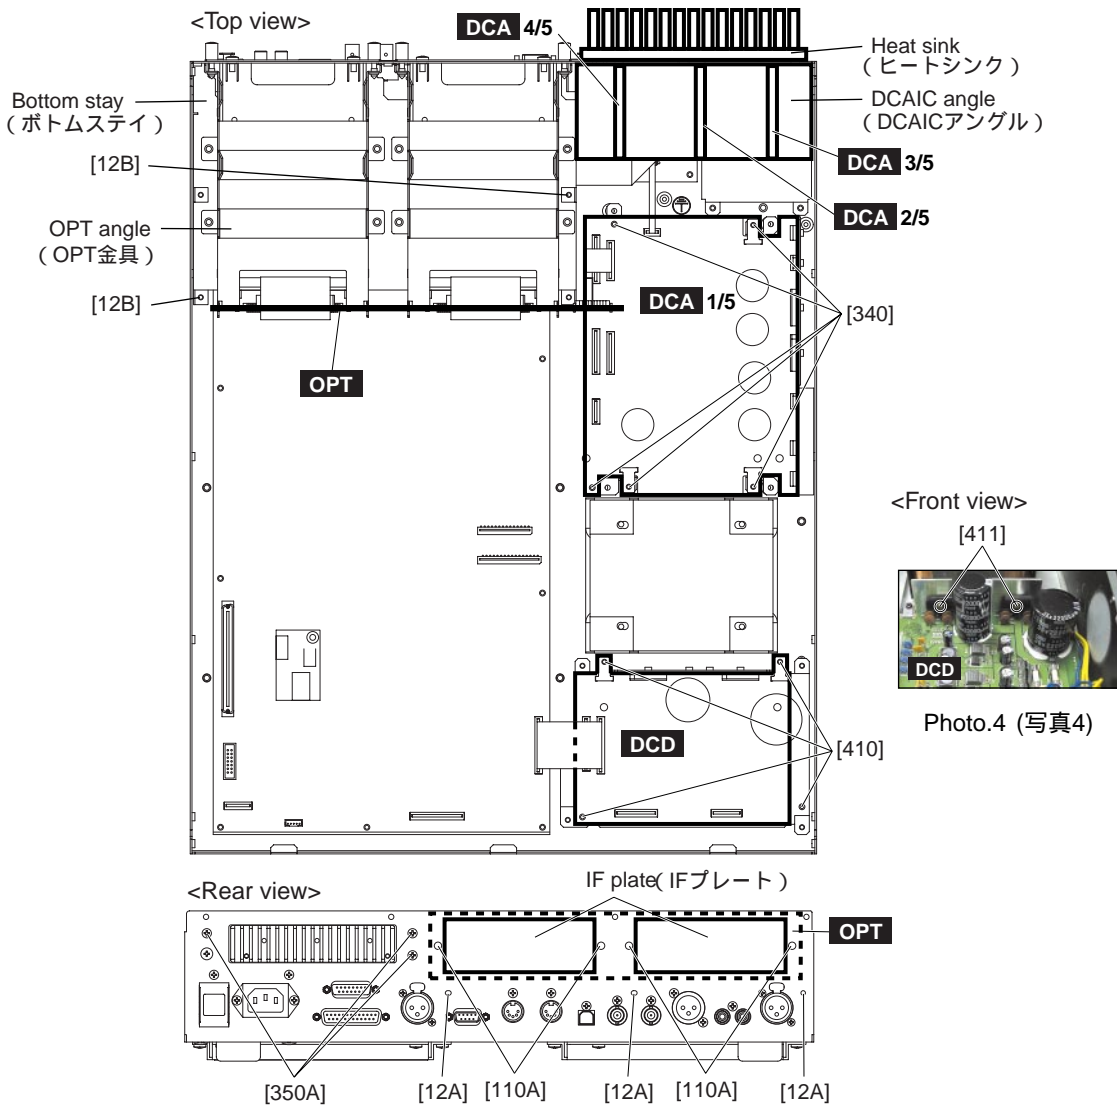 <Top view>
DCA 4/5
Heat sink
(ヒートシンク)
Bottom stay
(ボトムステイ)
DCAIC angle
(DCAICアングル)
[12B]
DCA 3/5
DCA 2/5
OPT angle
(OPT金具)
[12B]
DCA 1/5
[340]
OPT
<Front view>
[411]
DCD
Photo.4 (写真4)
DCD
[410]
<Rear view>
IF plate(IFプレート)
OPT
[350A]
[12A]
[110A]
[12A]
[110A]
[12A]